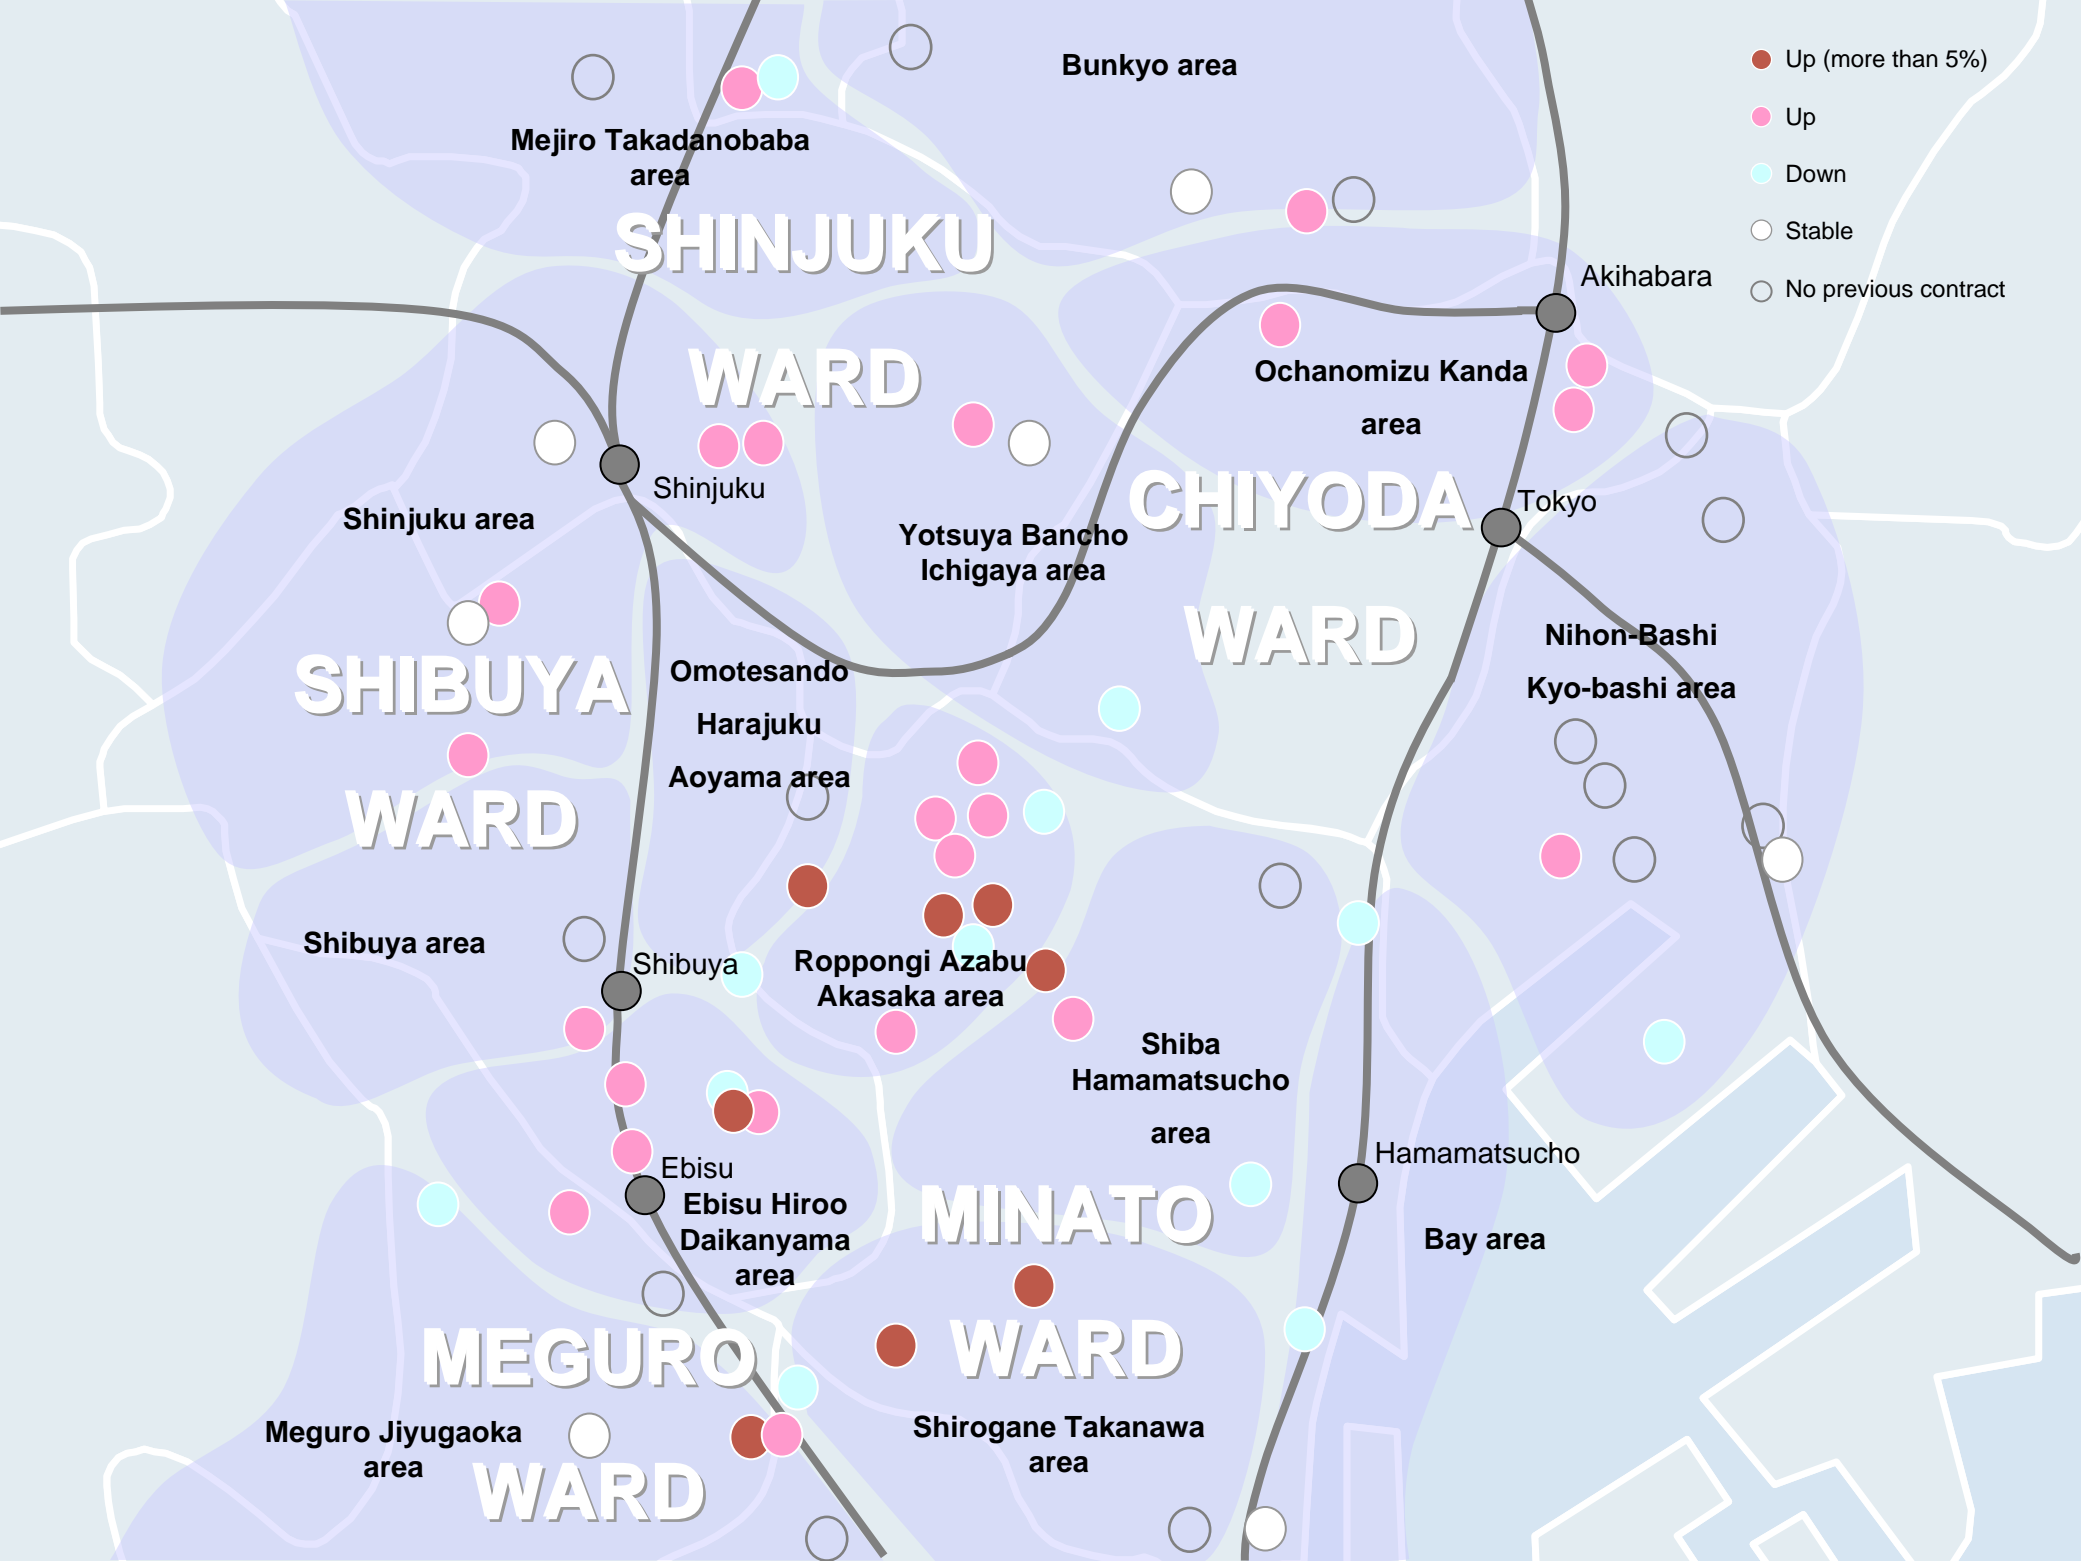 Bunkyo area
Up (more than 5%)
Up
Down
Stable
No previous contract
Mejiro Takadanobaba
area
SHINJUKU
WARD
Akihabara
Ochanomizu Kanda
area
Shinjuku
Shinjuku area
Yotsuya Bancho
Ichigaya area
CHIYODA
WARD
Tokyo
Nihon-Bashi
Kyo-bashi area
SHIBUYA
WARD
Omotesando
Harajuku
Aoyama area
Shibuya area
Shibuya
Roppongi Azabu
Akasaka area
Shiba
Hamamatsucho
area
Hamamatsucho
Ebisu
Ebisu Hiroo
Daikanyama
area
MINATO
WARD
Bay area
MEGURO
WARD
Meguro Jiyugaoka
area
Shirogane Takanawa
area